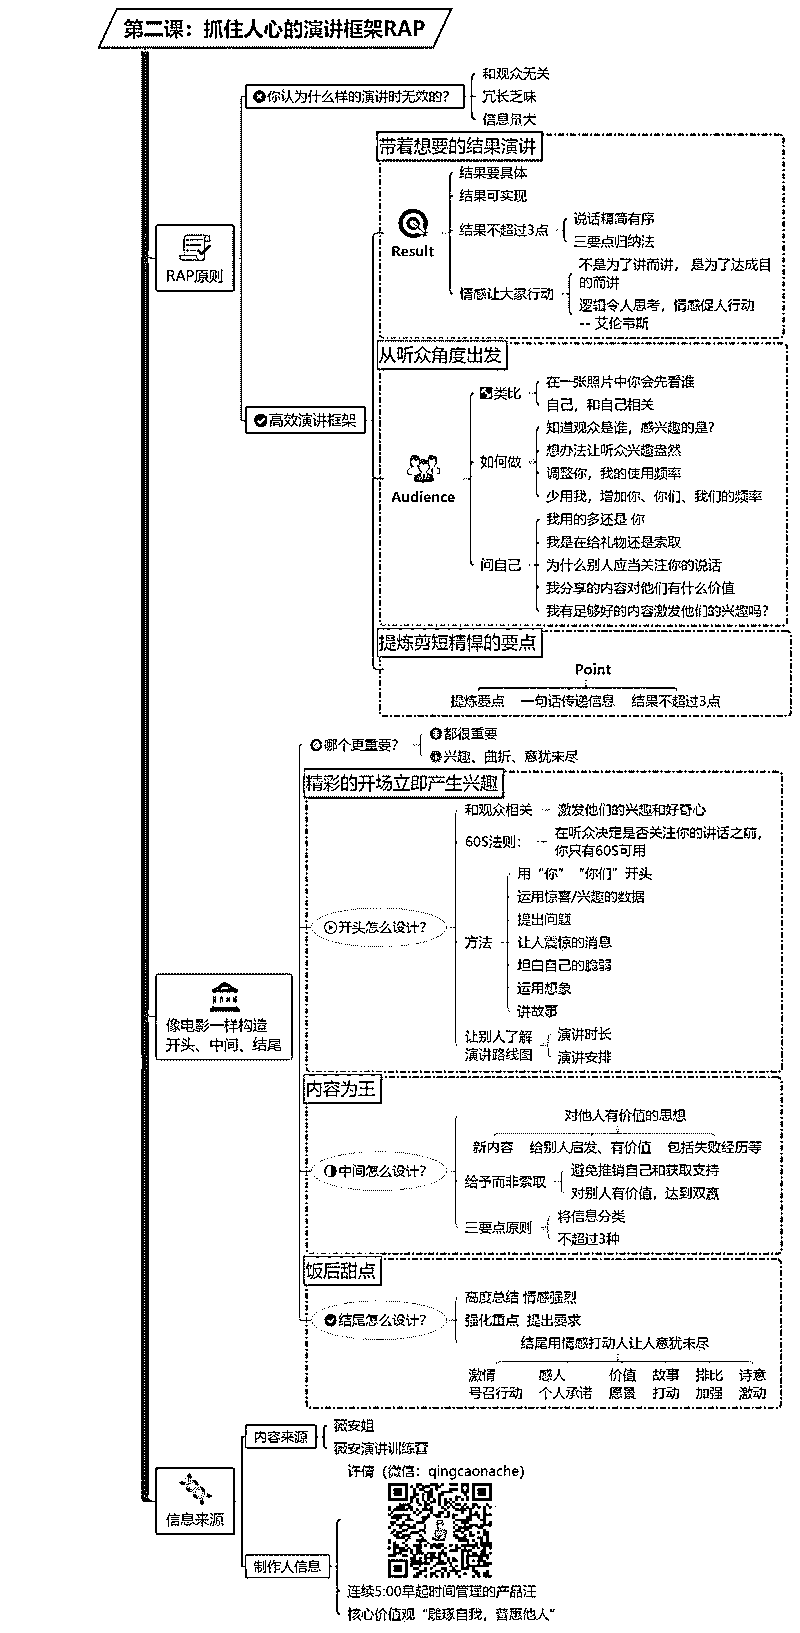 第二课：抓住人心的演讲框架RAP
RAP原则
你认为什么样的演讲时无效的？
和观众无关
冗长乏味
信息量大
高效演讲框架
带着想要的结果演讲
Result
结果要具体
结果可实现
结果不超过3点
说话精简有序
三要点归纳法
情感让大家行动
不是为了讲而讲， 是为了达成目
的而讲
逻辑令人思考，情感促人行动
-- 艾伦韦斯
从听众角度出发
Audience
类比
在一张照片中你会先看谁
自己，和自己相关
如何做
知道观众是谁，感兴趣的是？
想办法让听众兴趣盎然
调整你，我的使用频率
少用我，增加你、你们、我们的频率
问自己
我用的多还是 你
我是在给礼物还是索取
为什么别人应当关注你的说话
我分享的内容对他们有什么价值
我有足够好的内容激发他们的兴趣吗？
提炼剪短精悍的要点
Point
提炼要点 一句话传递信息 结果不超过3点
像电影一样构造
开头、中间、结尾
哪个更重要？
都很重要
兴趣、曲折、意犹未尽
精彩的开场立即产生兴趣
开头怎么设计？
和观众相关
激发他们的兴趣和好奇心
60S法则：
在听众决定是否关注你的讲话之前，
你只有60S可用
方法
用“你” “你们”开头
运用惊喜/兴趣的数据
提出问题
让人震惊的消息
坦白自己的脆弱
运用想象
讲故事
让别人了解
演讲路线图
演讲时长
演讲安排
内容为王
中间怎么设计？
对他人有价值的思想
新内容 给别人启发、有价值 包括失败经历等
给予而非索取
避免推销自己和获取支持
对别人有价值，达到双赢
三要点原则
将信息分类
不超过3种
饭后甜点
结尾怎么设计？
高度总结 情感强烈
强化重点 提出要求
结尾用情感打动人让人意犹未尽
激情 感人 价值 故事 排比 诗意
号召行动 个人承诺 愿景 打动 加强 激动
信息来源
内容来源
薇安姐
薇安演讲训练营
制作人信息
许倩（微信：qingcaonache）
连续5:00早起时间管理的产品汪
核心价值观“雕琢自我，普惠他人”